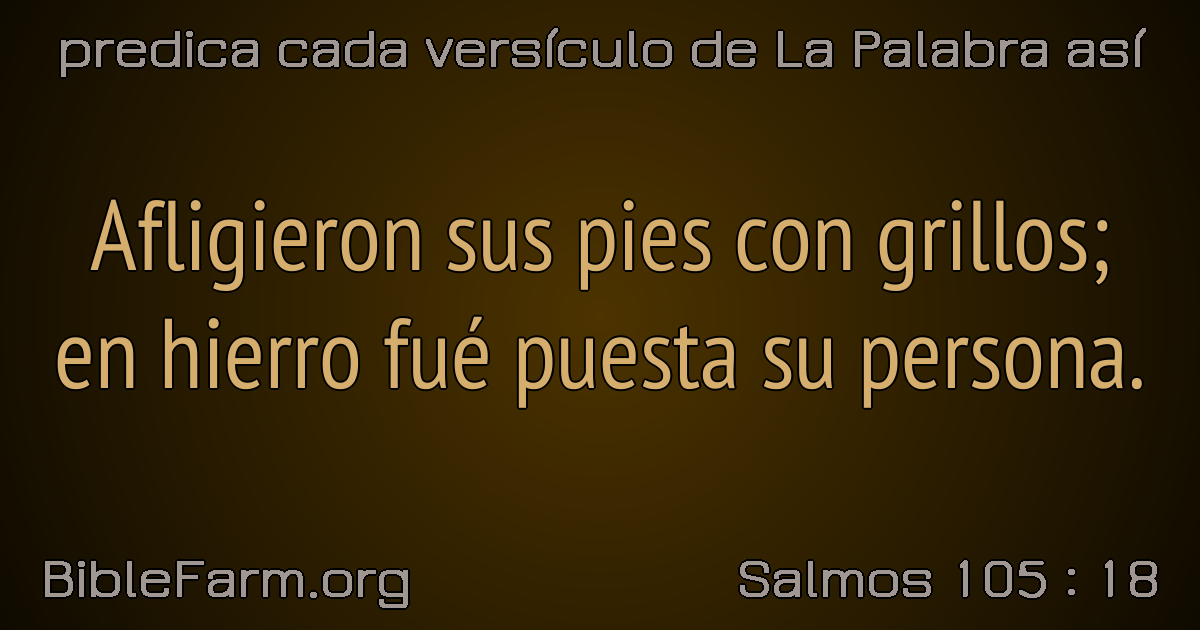 predica cada versículo de La Palabra así
Afligieron sus pies con grillos;
en hierro fué puesta su persona.
BibleFarm.org
Salmos 105 : 18